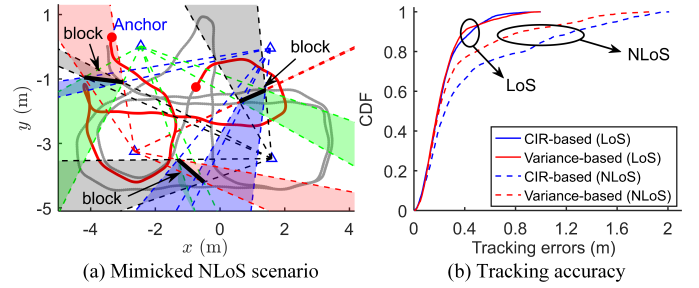 Anchor
block
block
block
1
-1
-3
-5
y (m)
-4 -2 0 2 4
x (m)
(a) Mimicked NLoS scenario
1
0.8
0.6
0.4
0.2
0
CDF
NLoS
LoS
CIR-based (LoS)
Variance-based (LoS)
CIR-based (NLoS)
Variance-based (NLoS)
0 0.4 0.8 1.2 1.6 2
Tracking errors (m)
(b) Tracking accuracy